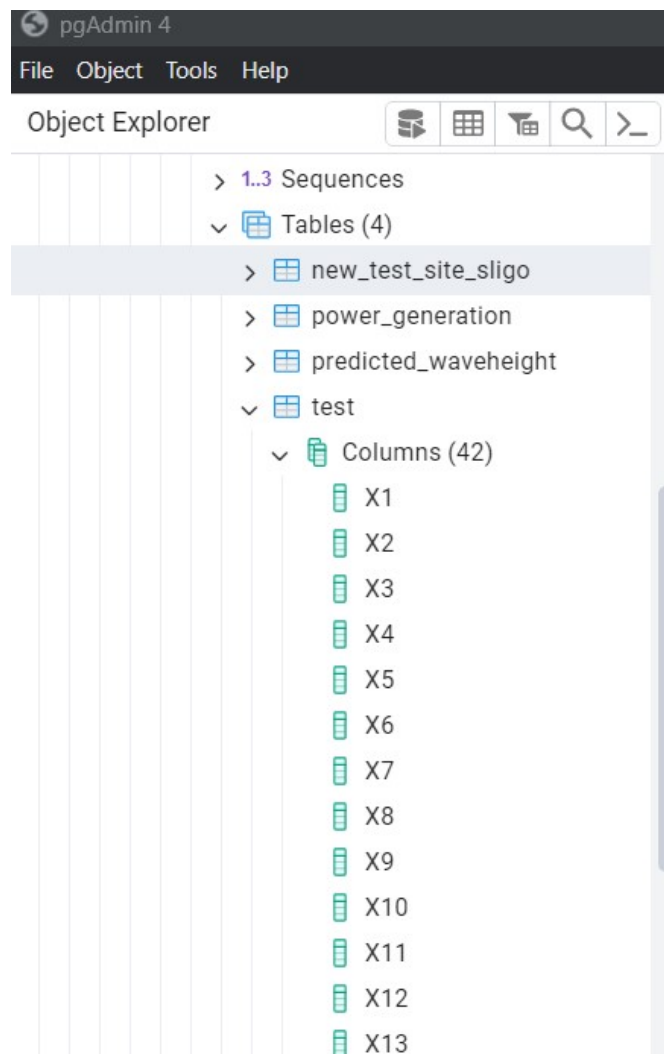 pgAdmin 4
File Object Tools Help
Object Explorer
1..3 Sequences
Tables (4)
new_test_site_sligo
power_generation
predicted_waveheight
test
Columns (42)
X1
X2
X3
X4
X5
X6
X7
X8
X9
X10
X11
X12
X13